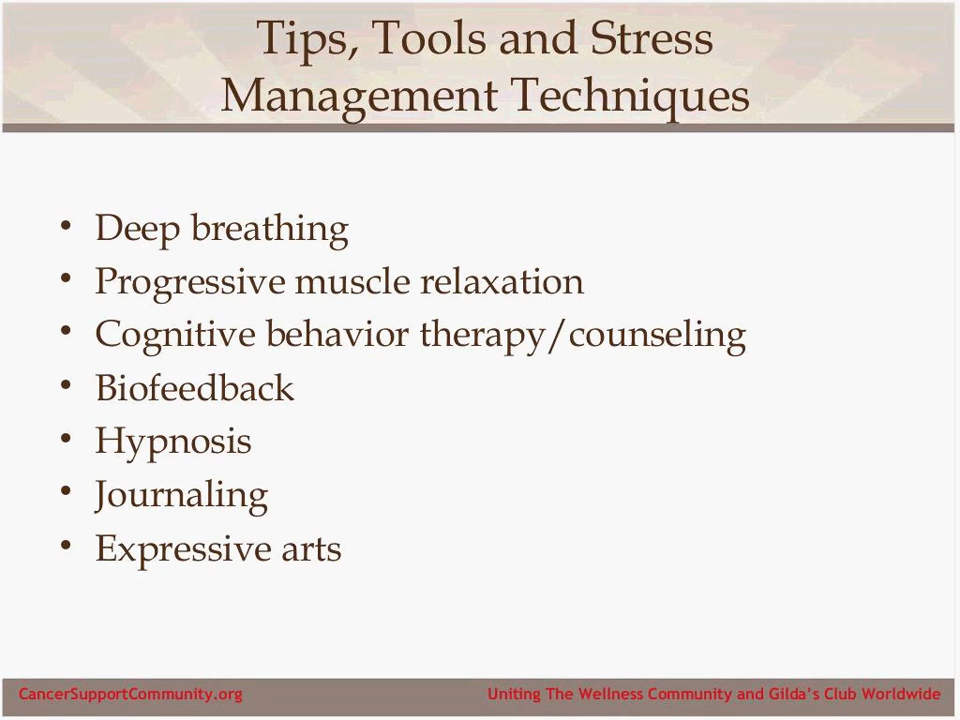 Tips, Tools and Stress
Management Techniques
• Deep breathing
• Progressive muscle relaxation
• Cognitive behavior therapy/counseling
• Biofeedback
• Hypnosis
• Journaling
• Expressive arts
CancerSupportCommunity.org
Uniting The Wellness Community and Gilda’s Club Worldwide